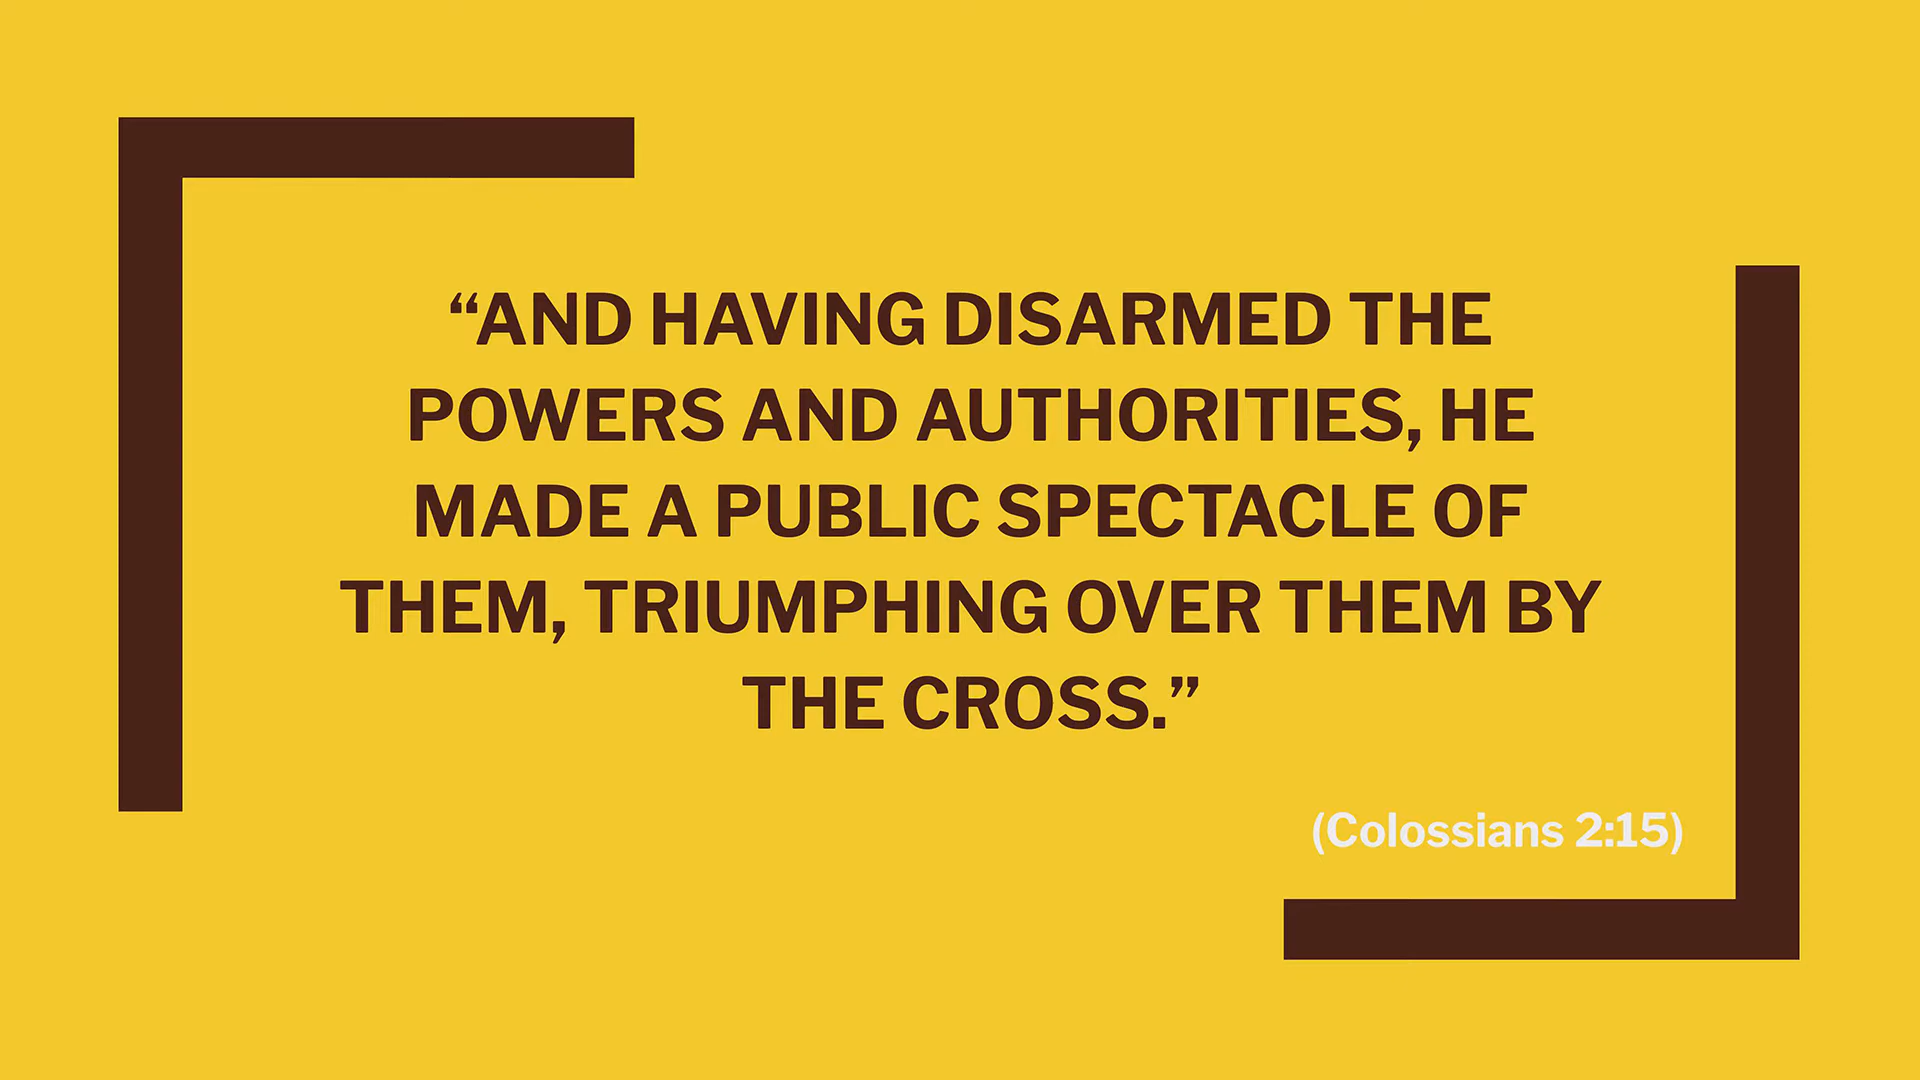 “AND HAVING DISARMED THE
POWERS AND AUTHORITIES, HE
MADE A PUBLIC SPECTACLE OF
THEM, TRIUMPHING OVER THEM BY
THE CROSS.”
(Colossians 2:15)